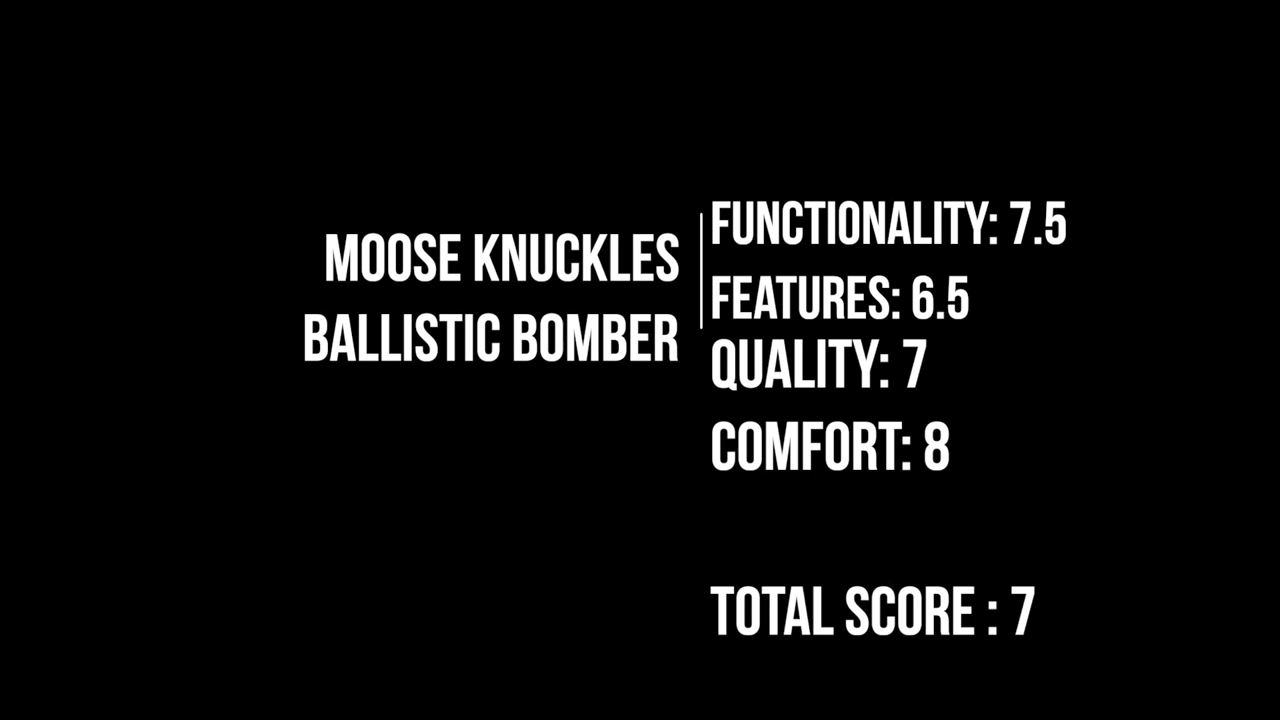 MOOSE KNUCKLES
BALLISTIC BOMBER
FUNCTIONALITY: 7.5
FEATURES: 6.5
QUALITY: 7
COMFORT: 8
TOTAL SCORE : 7